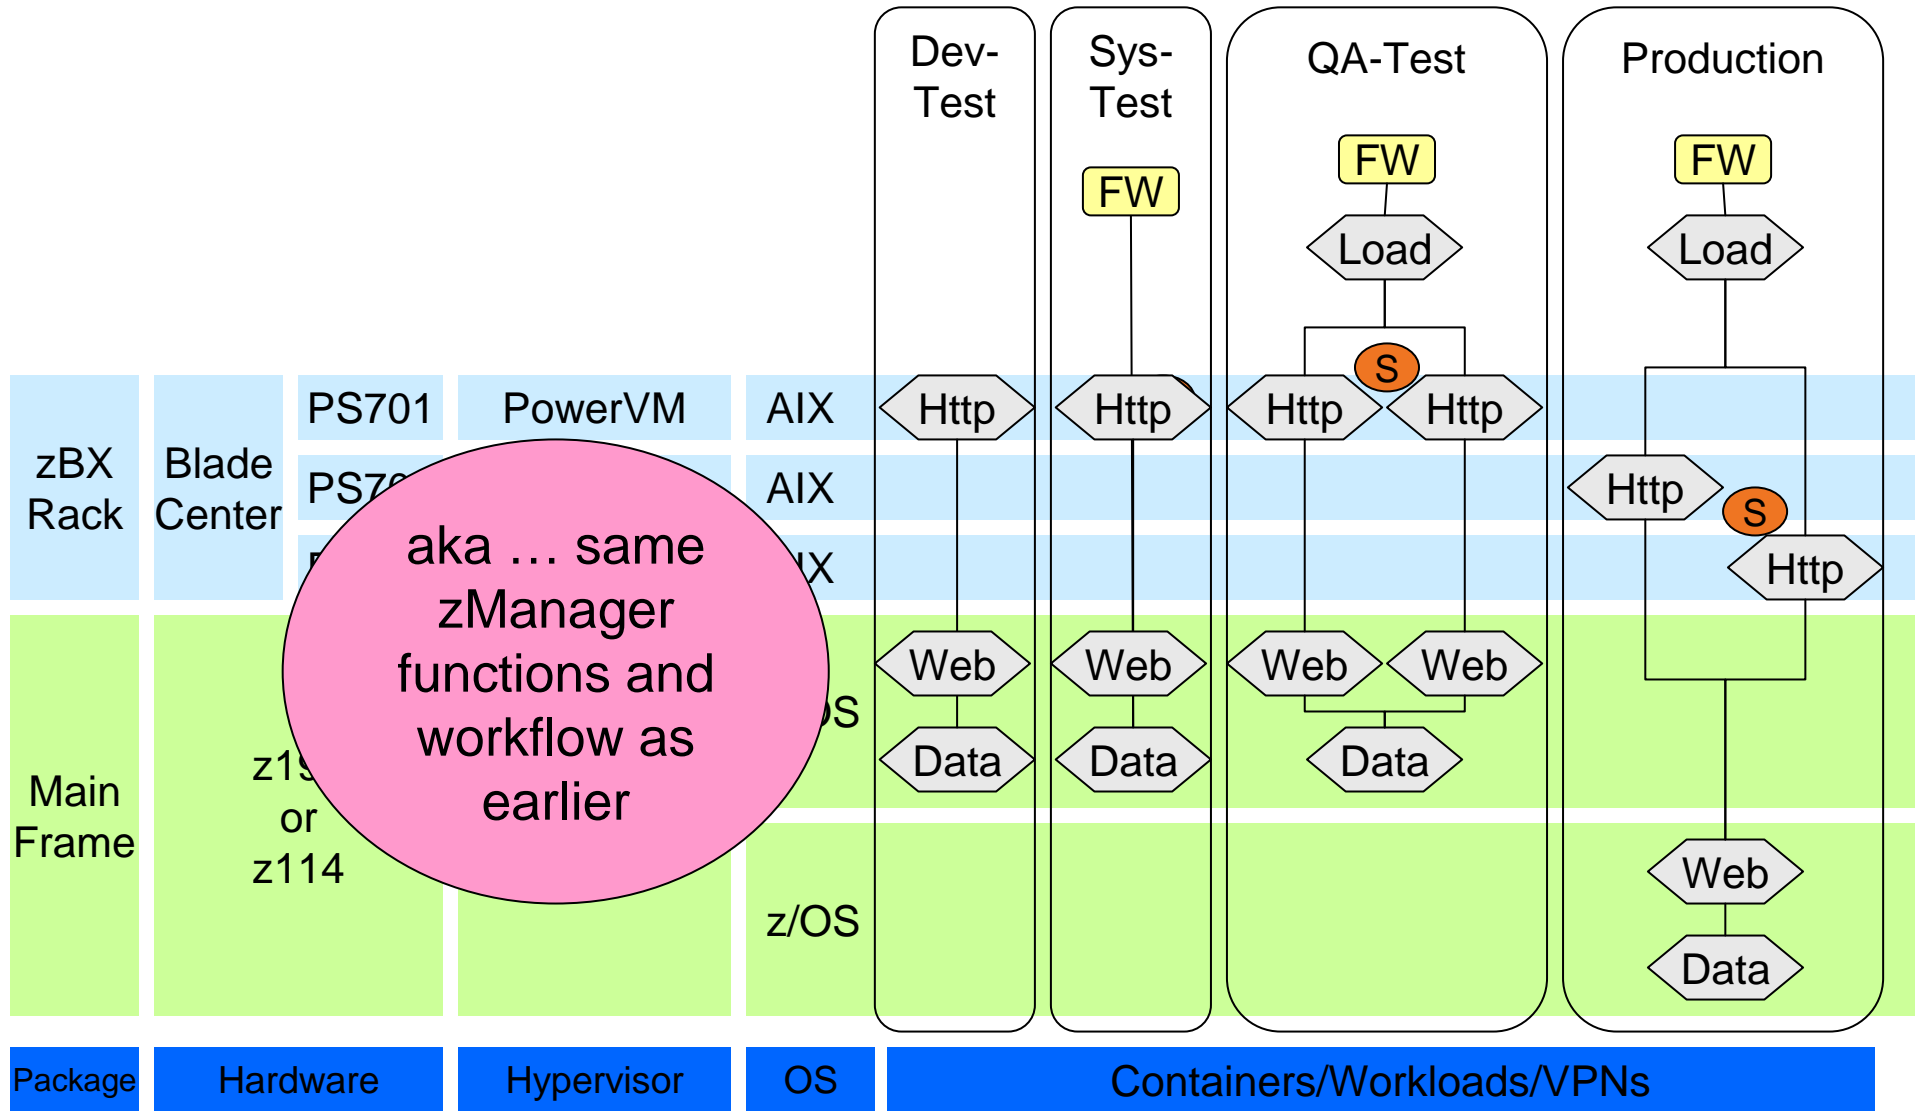 Dev-
Test
Sys-
Test
QA-Test
Production
FW
FW
FW
Load
Load
S
PS701
PowerVM
AIX
Http
Http
Http
Http
zBX
Rack
Blade
Center
AIX
Http
S
Http
aka … same
zManager
functions and
workflow as
earlier
Web
Web
Web
Web
Data
Data
Data
Main
Frame
or
z114
z/OS
Web
Data
Package
Hardware
Hypervisor
OS
Containers/Workloads/VPNs